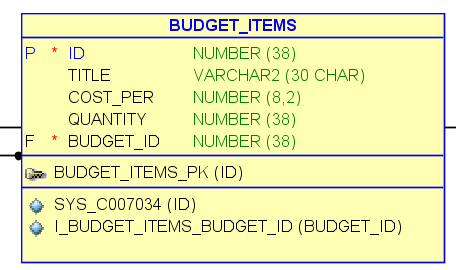 BUDGET_ITEMS
P * ID NUMBER (38)
TITLE VARCHAR2 (30 CHAR)
COST_PER NUMBER (8,2)
QUANTITY NUMBER (38)
F * BUDGET_ID NUMBER (38)
BUDGET_ITEMS_PK (ID)
SYS_C007034 (ID)
I_BUDGET_ITEMS_BUDGET_ID (BUDGET_ID)